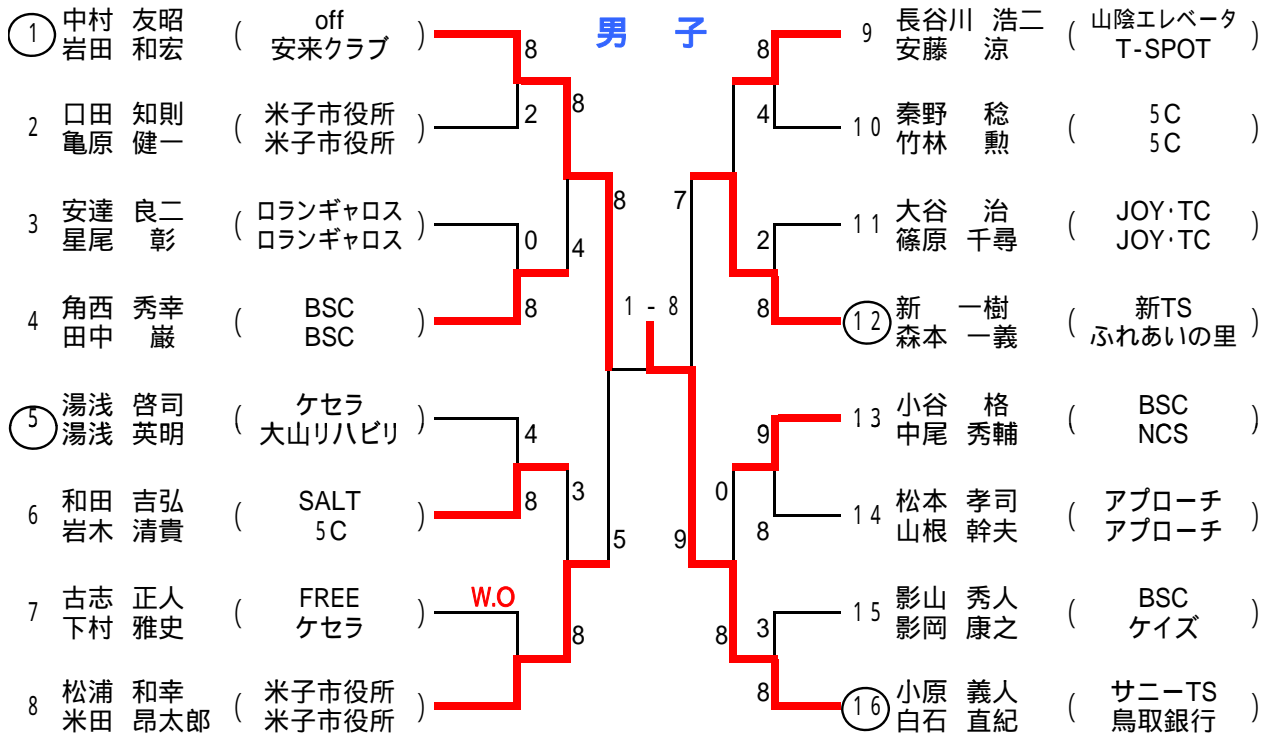 男 子
1 中村 友昭 ( off )
岩田 和宏 安来クラブ
8
2 口田 知則 ( 米子市役所 )
亀原 健一 米子市役所
2
8
3 安達 良二 ( ロランギャロス )
星尾 彰 ロランギャロス
0
4
4 角西 秀幸 ( BSC )
田中 巌 BSC
8
8
5 湯浅 啓司 ( ケセラ )
湯浅 英明 大山リハビリ
4
6 和田 吉弘 ( SALT )
岩木 清貴 5C
8
3
7 古志 正人 ( FREE )
下村 雅史 ケセラ
W.O
8 松浦 和幸 ( 米子市役所 )
米田 昂太郎 米子市役所
8
5
1 - 8
9 長谷川 浩二 ( 山陰エレベータ )
安藤 涼 T-SPOT
8
10 秦野 稔 ( 5C )
竹林 勲 5C
4
11 大谷 治 ( JOY･TC )
篠原 千尋 JOY･TC
2
12 新 一樹 ( 新TS )
森本 一義 ふれあいの里
8
7
13 小谷 格 ( BSC )
中尾 秀輔 NCS
9
14 松本 孝司 ( アプローチ )
山根 幹夫 アプローチ
8
0
15 影山 秀人 ( BSC )
影岡 康之 ケイズ
3
16 小原 義人 ( サニーTS )
白石 直紀 鳥取銀行
8
8
9